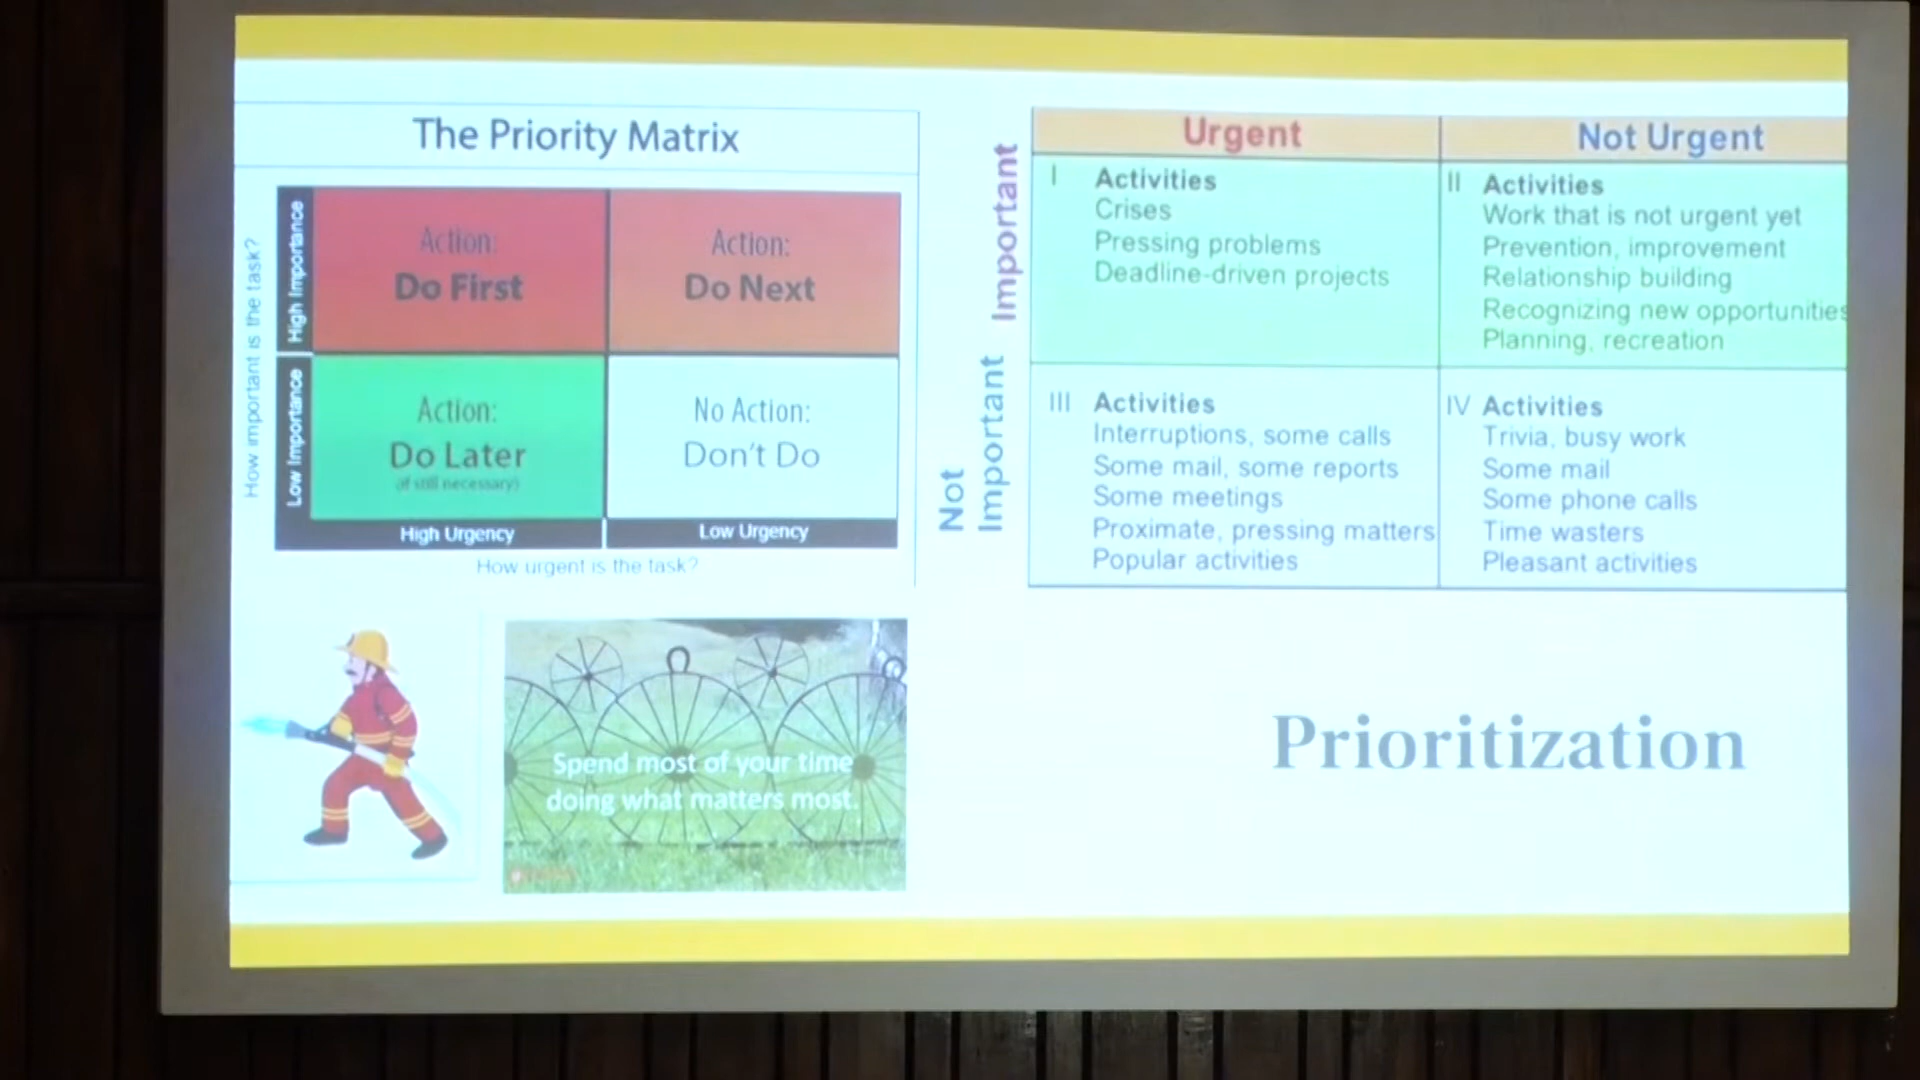 The Priority Matrix
How important is the task?
High Importance
Action:
Do First
Action:
Do Next
Low Importance
Action:
Do Later
(if still necessary)
No Action:
Don't Do
High Urgency
Low Urgency
How urgent is the task?
Spend most of your time
doing what matters most.
Urgent
Not Urgent
Important
I Activities
Crises
Pressing problems
Deadline-driven projects
II Activities
Work that is not urgent yet
Prevention, improvement
Relationship building
Recognizing new opportunities
Planning, recreation
Not
Important
III Activities
Interruptions, some calls
Some mail, some reports
Some meetings
Proximate, pressing matters
Popular activities
IV Activities
Trivia, busy work
Some mail
Some phone calls
Time wasters
Pleasant activities
Prioritization